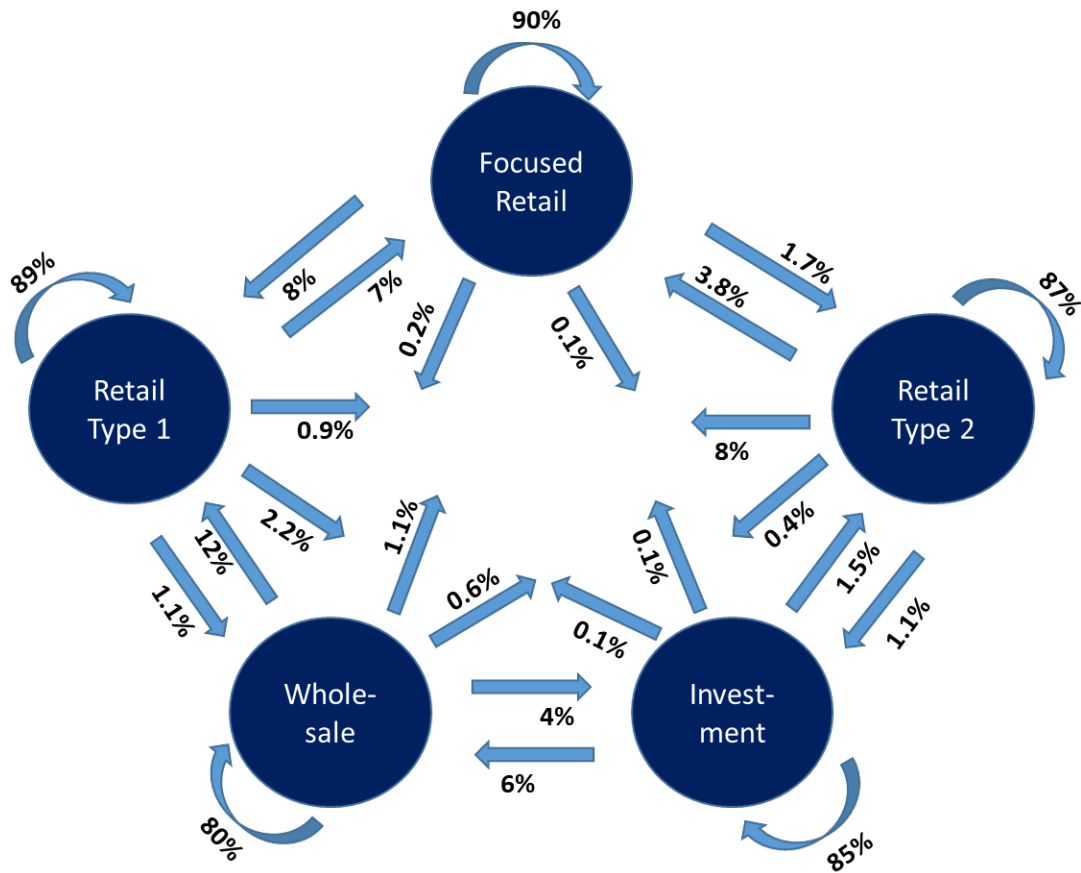 90%
Focused
Retail
8%
7%
0.2%
0.1%
1.7%
3.8%
89%
87%
Retail
Type 1
Retail
Type 2
0.9%
8%
2.2%
1.1%
12%
1.1%
0.6%
0.1%
0.1%
0.4%
1.5%
1.1%
Whole-
sale
Invest-
ment
4%
6%
80%
85%